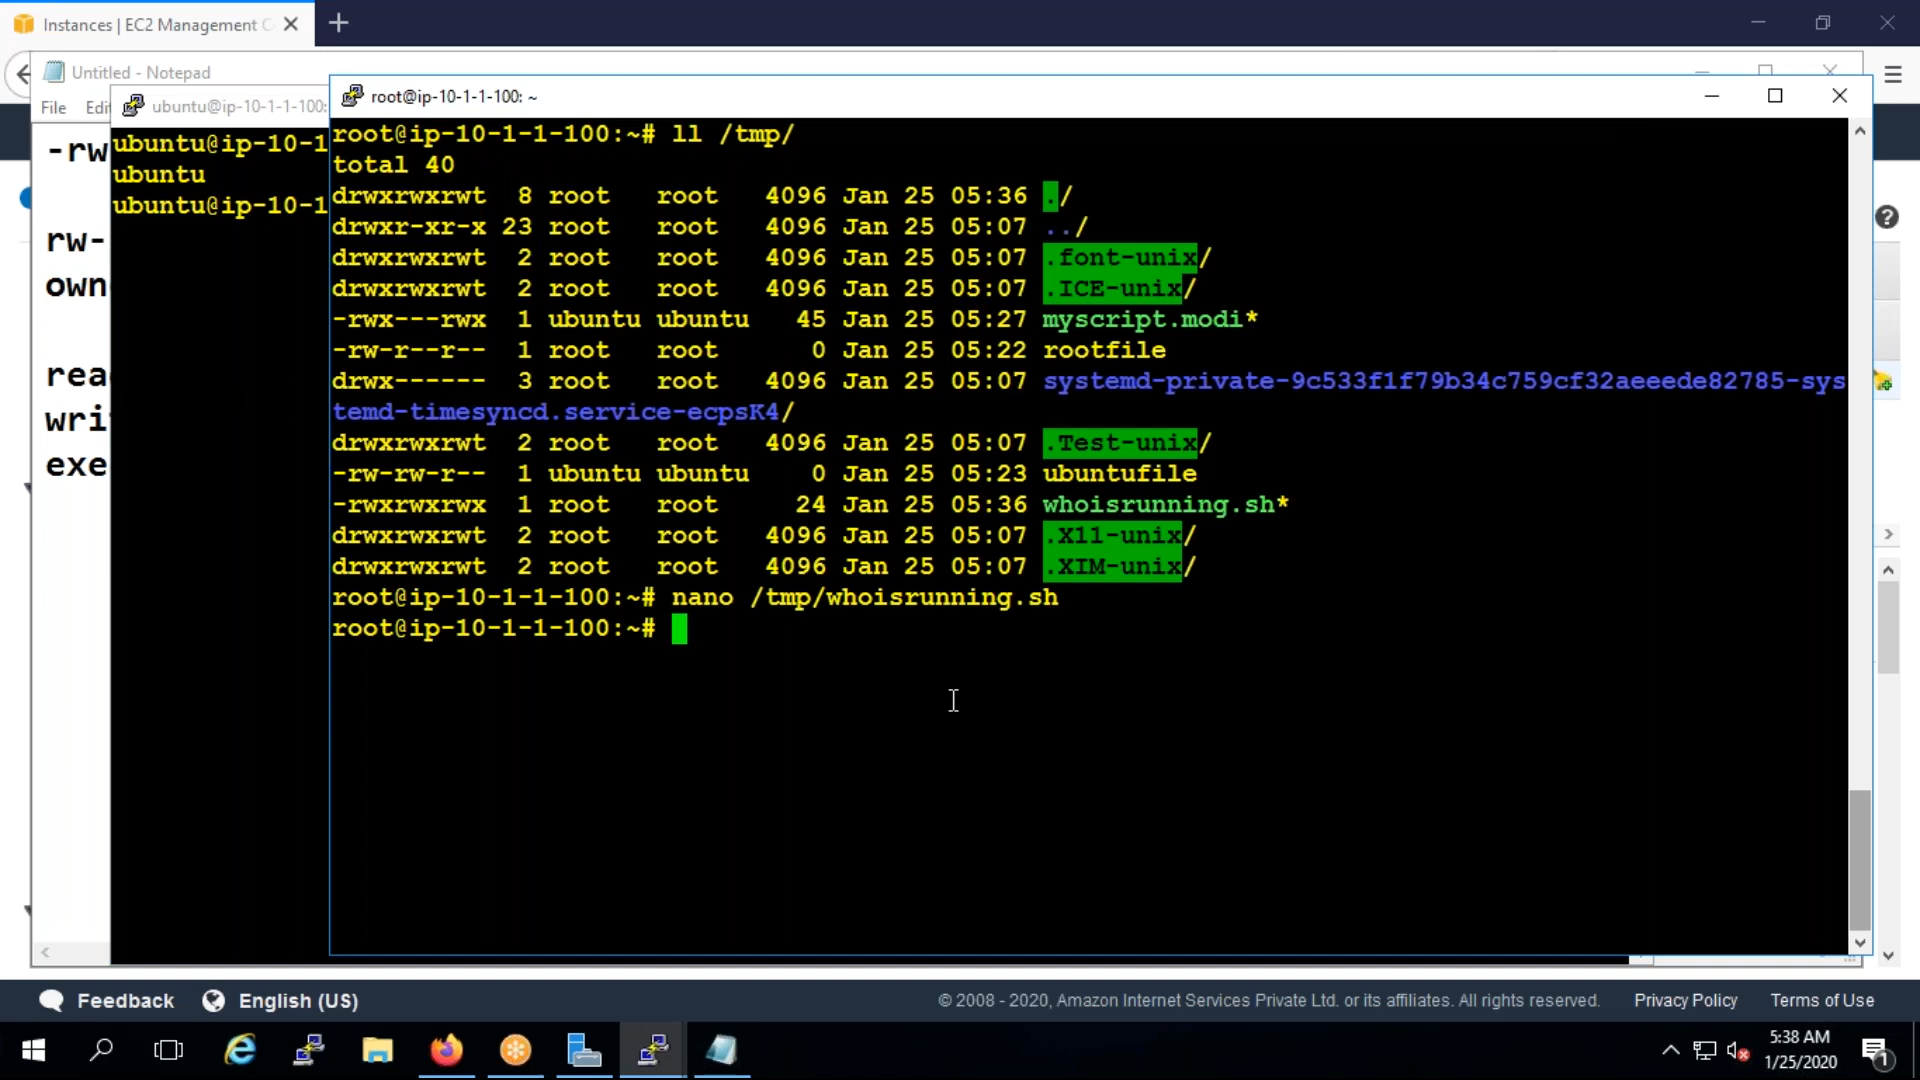 Instances | EC2 Management C
Untitled - Notepad
File Edi
ubuntu@ip-10-1-1-100:
root@ip-10-1-1-100: ~
-rw
rw-
own
rea
wri
exe
ubuntu@ip-10-1
ubuntu
ubuntu@ip-10-1
root@ip-10-1-1-100:~# ll /tmp/
total 40
drwxrwxrwt 8 root root 4096 Jan 25 05:36 ./
drwxr-xr-x 23 root root 4096 Jan 25 05:07 ../
drwxrwxrwt 2 root root 4096 Jan 25 05:07 .font-unix/
drwxrwxrwt 2 root root 4096 Jan 25 05:07 .ICE-unix/
-rwx---rwx 1 ubuntu ubuntu 45 Jan 25 05:27 myscript.modi*
-rw-r--r-- 1 root root 0 Jan 25 05:22 rootfile
drwx------ 3 root root 4096 Jan 25 05:07 systemd-private-9c533f1f79b34c759cf32aeeede82785-sys
temd-timesyncd.service-ecpsK4/
drwxrwxrwt 2 root root 4096 Jan 25 05:07 .Test-unix/
-rw-rw-r-- 1 ubuntu ubuntu 0 Jan 25 05:23 ubuntufile
-rwxrwxrwx 1 root root 24 Jan 25 05:36 whoisrunning.sh*
drwxrwxrwt 2 root root 4096 Jan 25 05:07 .X11-unix/
drwxrwxrwt 2 root root 4096 Jan 25 05:07 .XIM-unix/
root@ip-10-1-1-100:~# nano /tmp/whoisrunning.sh
root@ip-10-1-1-100:~#
Feedback English (US) © 2008 - 2020, Amazon Internet Services Private Ltd. or its affiliates. All rights reserved. Privacy Policy Terms of Use
5:38 AM
1/25/2020
1